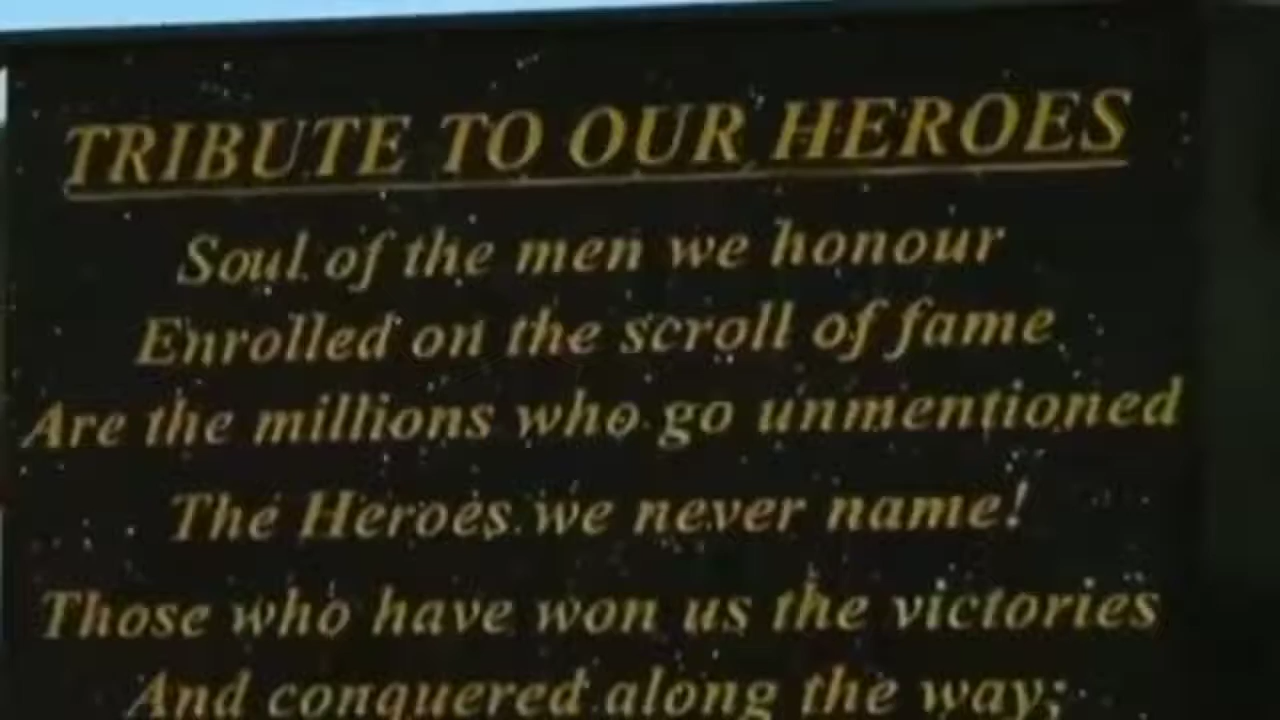 TRIBUTE TO OUR HEROES
Soul of the men we honour
Enrolled on the scroll of fame
Are the millions who go unmentioned
The Heroes we never name!
Those who have won us the victories
And conquered along the way;